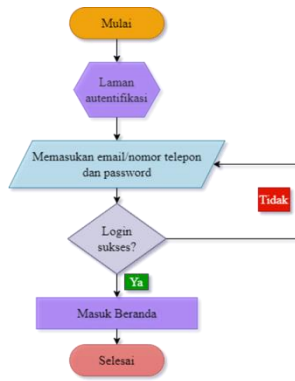 Mulai
Laman
autentifikasi
Memasukan email/nomor telepon
dan password
Tidak
Login
sukses?
Ya
Masuk Beranda
Selesai